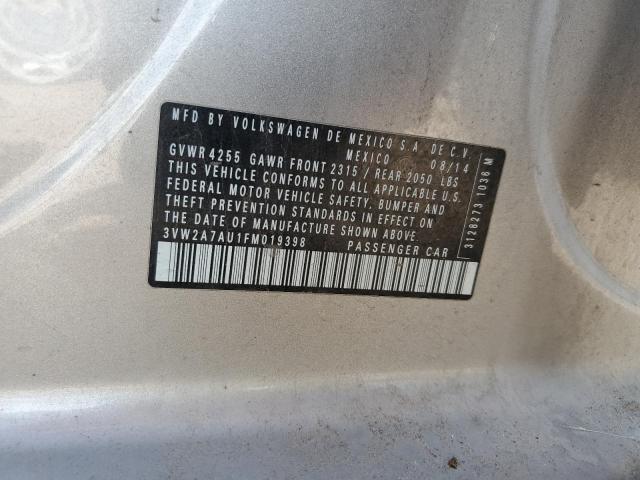 MFD BY VOLKSWAGEN DE MEXICO S.A. DE C.V.
MEXICO 08/14
GVWR 4255 GAWR FRONT 2315 / REAR 2050 LBS
THIS VEHICLE CONFORMS TO ALL APPLICABLE U.S.
FEDERAL MOTOR VEHICLE SAFETY, BUMPER AND
THEFT PREVENTION STANDARDS IN EFFECT ON
THE DATE OF MANUFACTURE SHOWN ABOVE.
3VW2A7AU1FM019398 PASSENGER CAR
3128273 1036 M